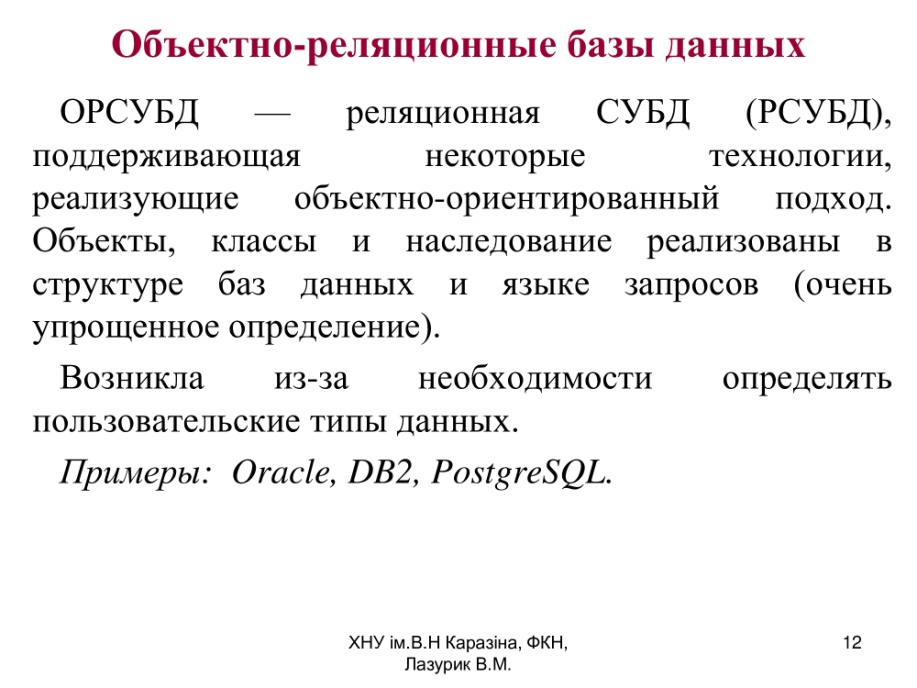 Объектно-реляционные базы данных
ОРСУБД — реляционная СУБД (РСУБД),
поддерживающая некоторые технологии,
реализующие объектно-ориентированный подход.
Объекты, классы и наследование реализованы в
структуре баз данных и языке запросов (очень
упрощенное определение).
Возникла из-за необходимости определять
пользовательские типы данных.
Примеры: Oracle, DB2, PostgreSQL.
ХНУ ім.В.Н Каразіна, ФКН,
Лазурик В.М.
12